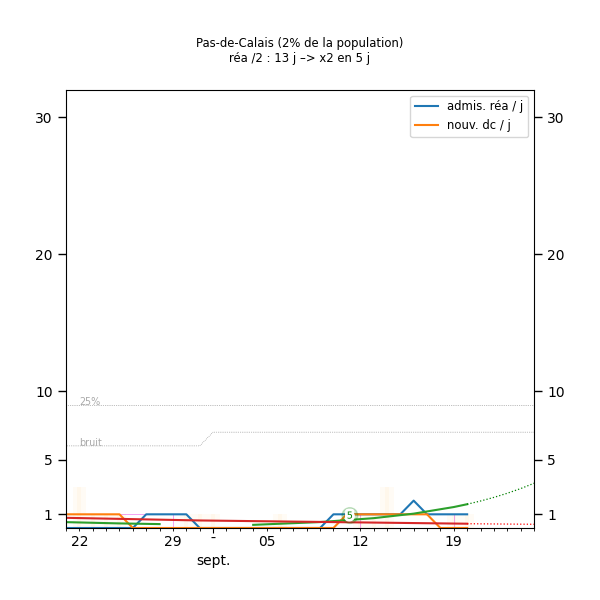 Pas-de-Calais (2% de la population)
réa /2 : 13 j –> x2 en 5 j
admis. réa / j
nouv. dc / j
30 30
20 20
10 10
25%
bruit
5 5
5
1 1
22 29 - 05 12 19
sept.